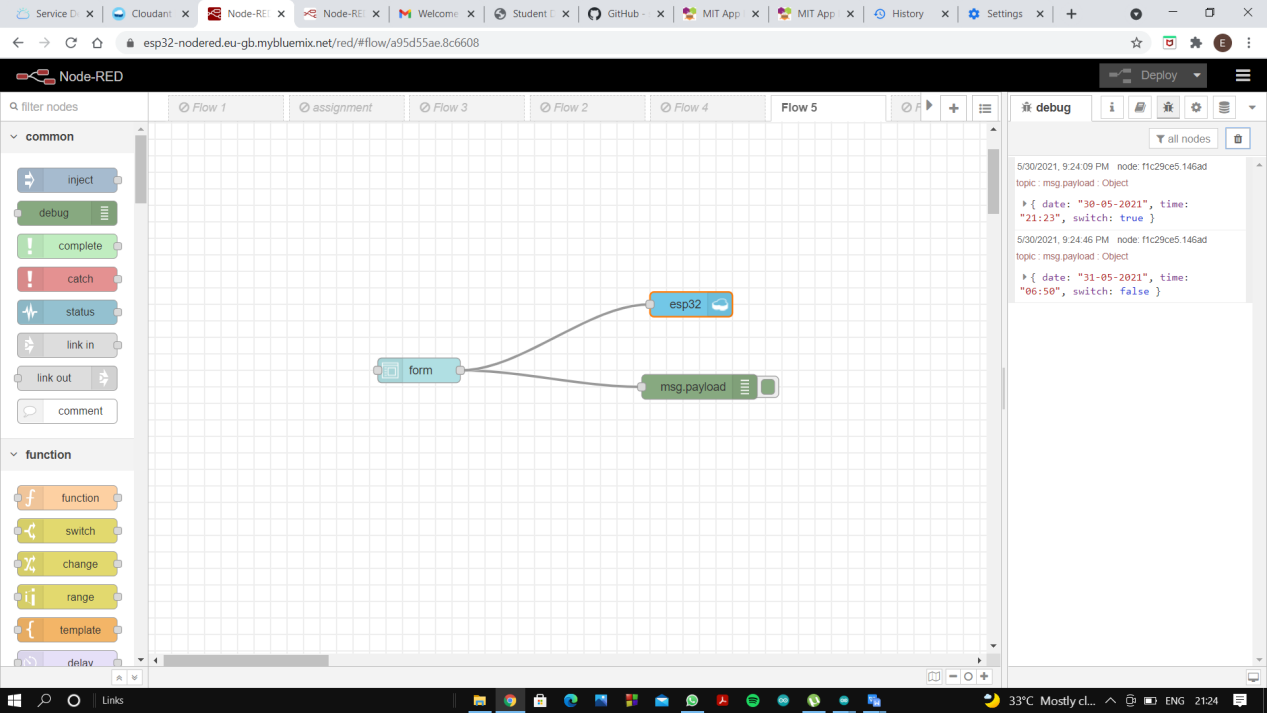 Service D
Cloudant
Node-RE
Node-RE
Welcome
Student s
GitHub -
MIT App
MIT App
History
Settings
esp32-nodered.eu-gb.mybluemix.net/red/#flow/a95d55ae.8c6608
E
Node-RED
Deploy
filter nodes
Flow 1
assignment
Flow 3
Flow 2
Flow 4
Flow 5
F
debug
i
common
all nodes
inject
debug
complete
catch
status
link in
link out
comment
function
function
switch
change
range
template
delay
esp32
form
msg.payload
5/30/2021, 9:24:09 PM node: f1c29ce5.146ad
topic : msg.payload : Object
{ date: "30-05-2021", time:
"21:23", switch: true }
5/30/2021, 9:24:46 PM node: f1c29ce5.146ad
topic : msg.payload : Object
{ date: "31-05-2021", time:
"06:50", switch: false }
Links
33°C Mostly cl...
ENG
21:24